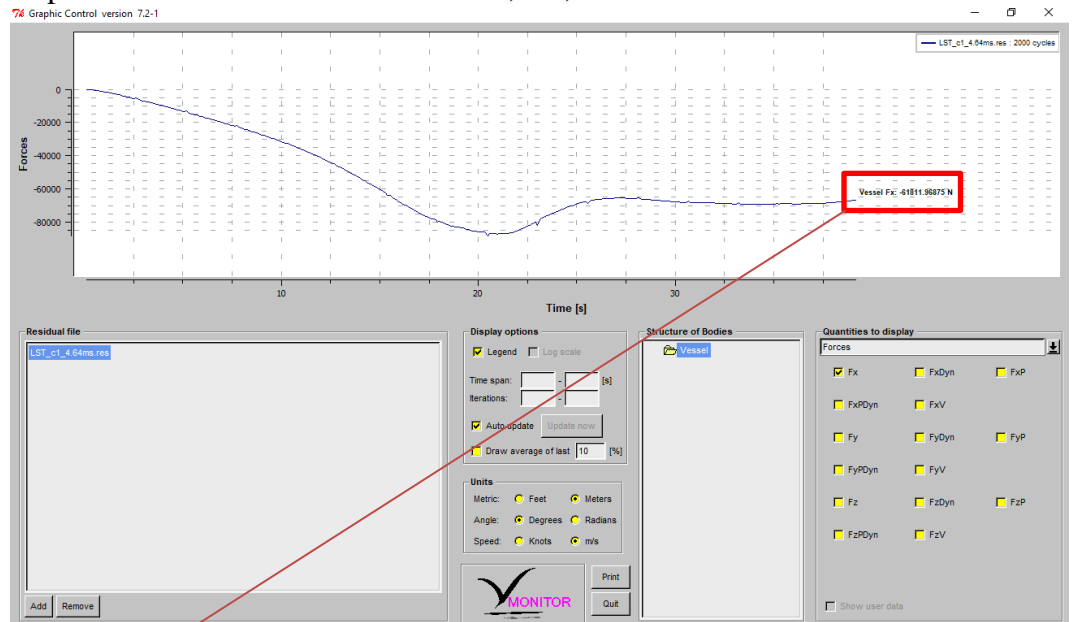 Graphic Control version 7.2-1
LST_c1_4.64ms.res : 2000 cycles
0
-20000
-40000
-60000
-80000
Forces
Vessel Fx: -61811.96875 N
10 20 30
Time [s]
Residual file
LST_c1_4.64ms.res
Add Remove
Display options
Legend Log scale
Time span: - [s]
Iterations: -
Auto update Update now
Draw average of last 10 [%]
Units
Metric: Feet Meters
Angle: Degrees Radians
Speed: Knots m/s
MONITOR
Print
Quit
Structure of Bodies
Vessel
Quantities to display
Forces
Fx FxDyn FxP
FxPDyn FxV
Fy FyDyn FyP
FyPDyn FyV
Fz FzDyn FzP
FzPDyn FzV
Show user data